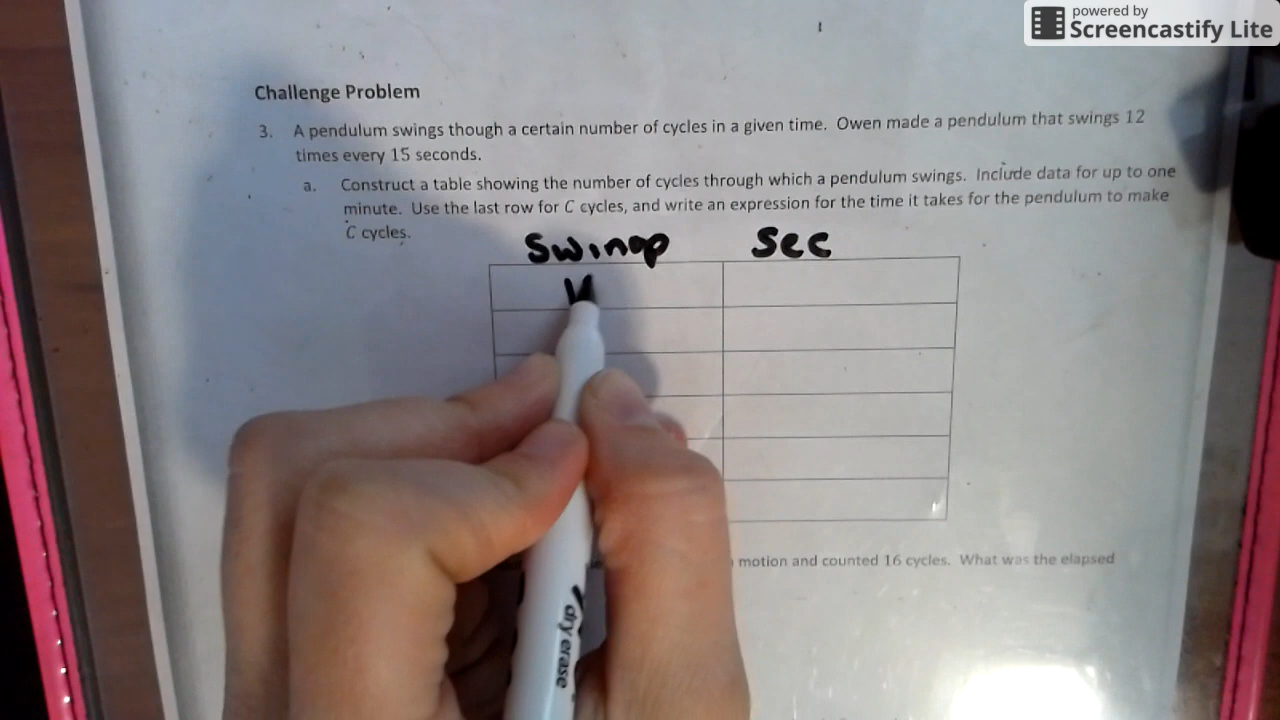 powered by
Screencastify Lite
Challenge Problem
3. A pendulum swings though a certain number of cycles in a given time. Owen made a pendulum that swings 12
times every 15 seconds.
a. Construct a table showing the number of cycles through which a pendulum swings. Include data for up to one
minute. Use the last row for C cycles, and write an expression for the time it takes for the pendulum to make
C cycles.
Swings Sec
motion and counted 16 cycles. What was the elapsed
dry erase